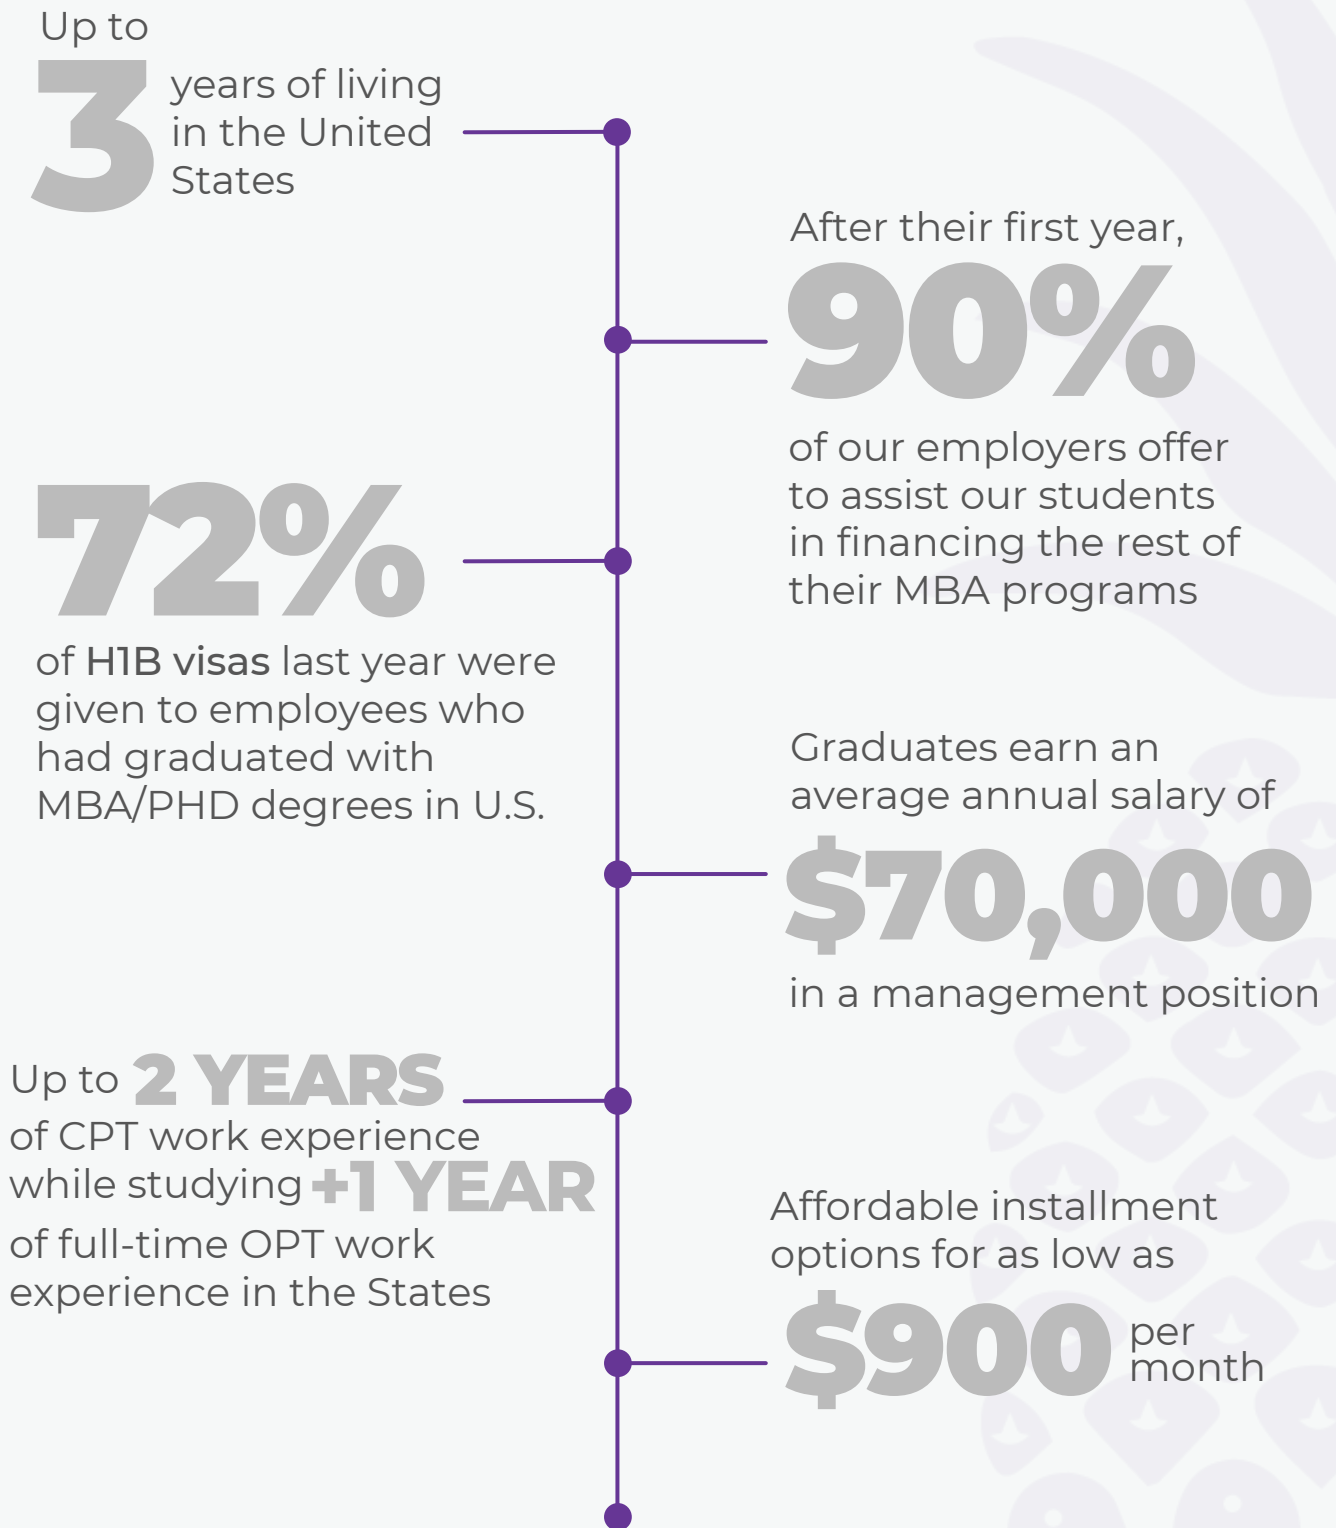 Up to
3
years of living
in the United
States
After their first year,
90%
of our employers offer
to assist our students
in financing the rest of
their MBA programs
72%
of H1B visas last year were
given to employees who
had graduated with
MBA/PHD degrees in U.S.
Graduates earn an
average annual salary of
$70,000
in a management position
Up to 2 YEARS
of CPT work experience
while studying +1 YEAR
of full-time OPT work
experience in the States
Affordable installment
options for as low as
$900
per
month